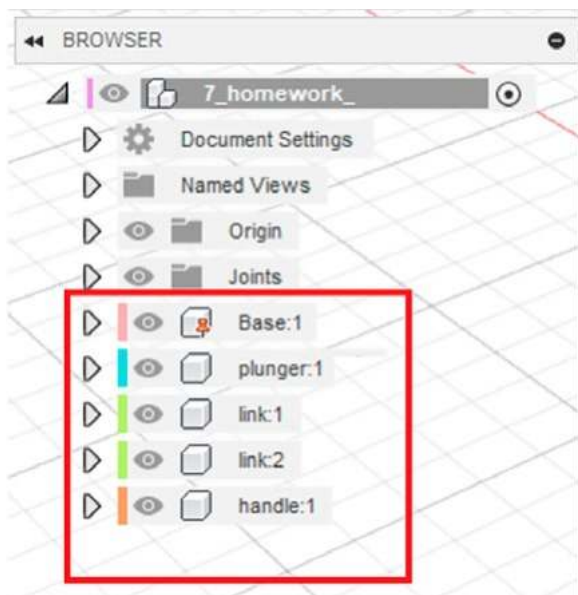 BROWSER
7_homework_
Document Settings
Named Views
Origin
Joints
Base:1
plunger:1
link:1
link:2
handle:1